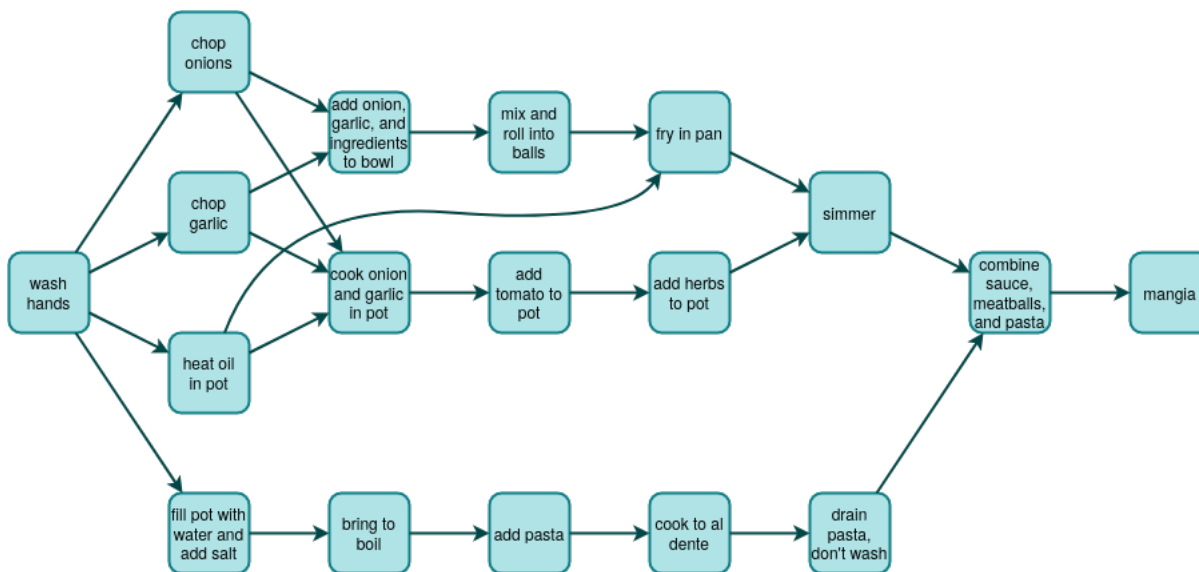 chop
onions
add onion,
garlic, and
ingredients
to bowl
mix and
roll into
balls
fry in pan
chop
garlic
simmer
wash
hands
cook onion
and garlic
in pot
add
tomato to
pot
add herbs
to pot
combine
sauce,
meatballs,
and pasta
mangia
heat oil
in pot
fill pot with
water and
add salt
bring to
boil
add pasta
cook to al
dente
drain
pasta,
don't wash